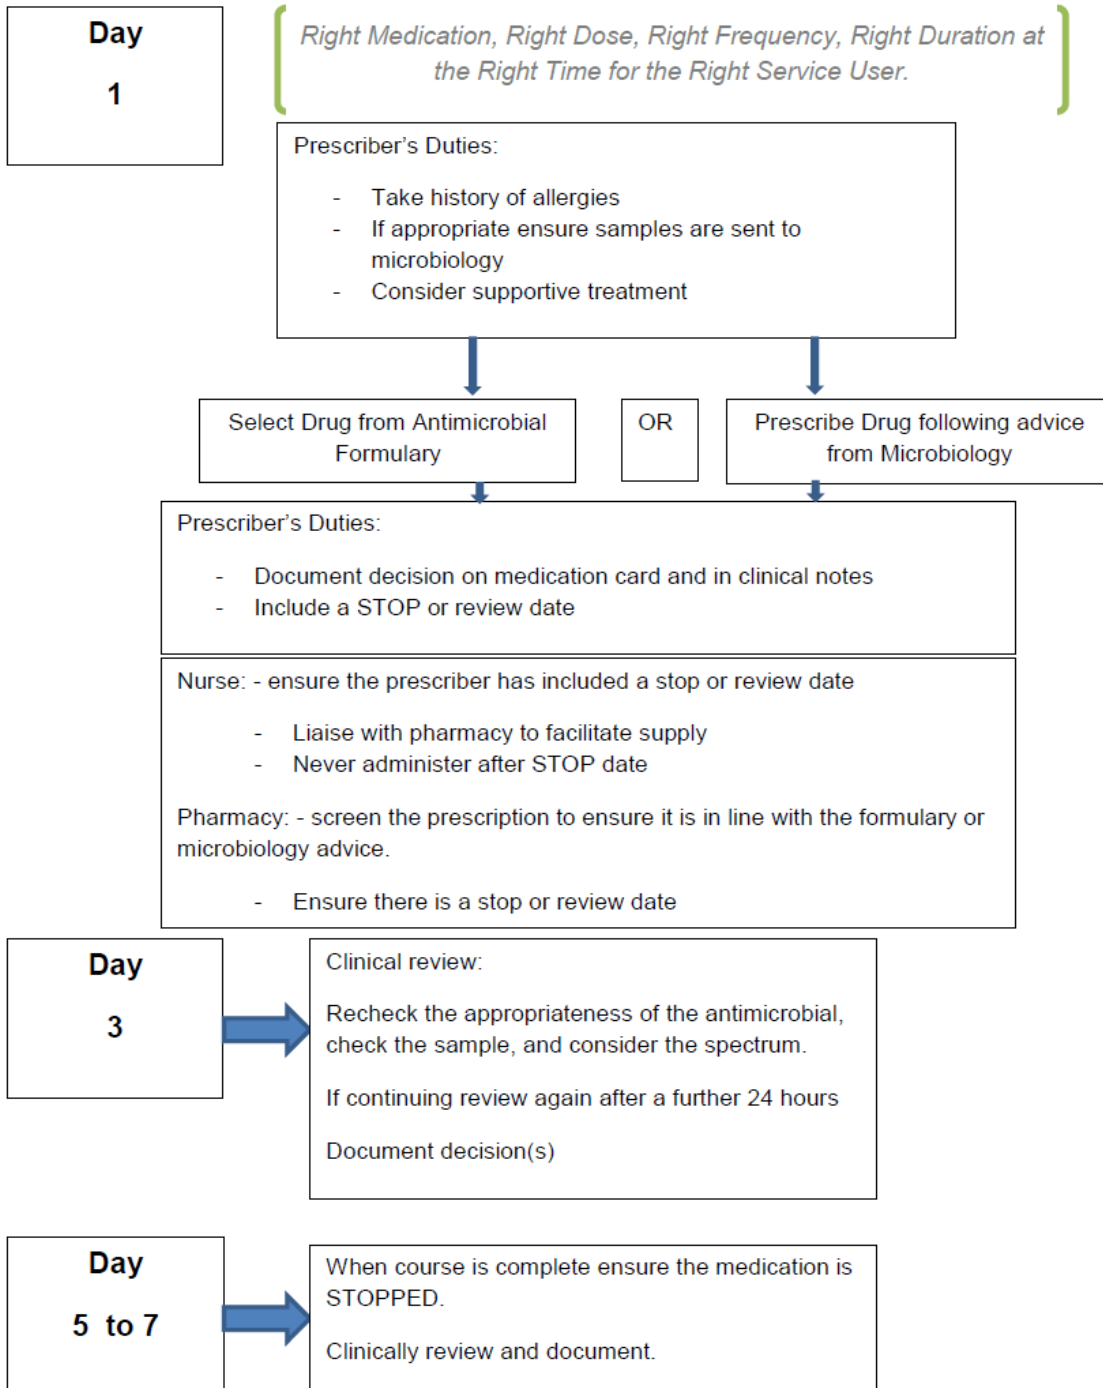 Day
1
Right Medication, Right Dose, Right Frequency, Right Duration at
the Right Time for the Right Service User.
Prescriber's Duties:
- Take history of allergies
- If appropriate ensure samples are sent to
microbiology
- Consider supportive treatment
Select Drug from Antimicrobial
Formulary
OR
Prescribe Drug following advice
from Microbiology
Prescriber's Duties:
- Document decision on medication card and in clinical notes
- Include a STOP or review date
Nurse: - ensure the prescriber has included a stop or review date
- Liaise with pharmacy to facilitate supply
- Never administer after STOP date
Pharmacy: - screen the prescription to ensure it is in line with the formulary or
microbiology advice.
- Ensure there is a stop or review date
Day
3
Clinical review:
Recheck the appropriateness of the antimicrobial,
check the sample, and consider the spectrum.
If continuing review again after a further 24 hours
Document decision(s)
Day
5 to 7
When course is complete ensure the medication is
STOPPED.
Clinically review and document.